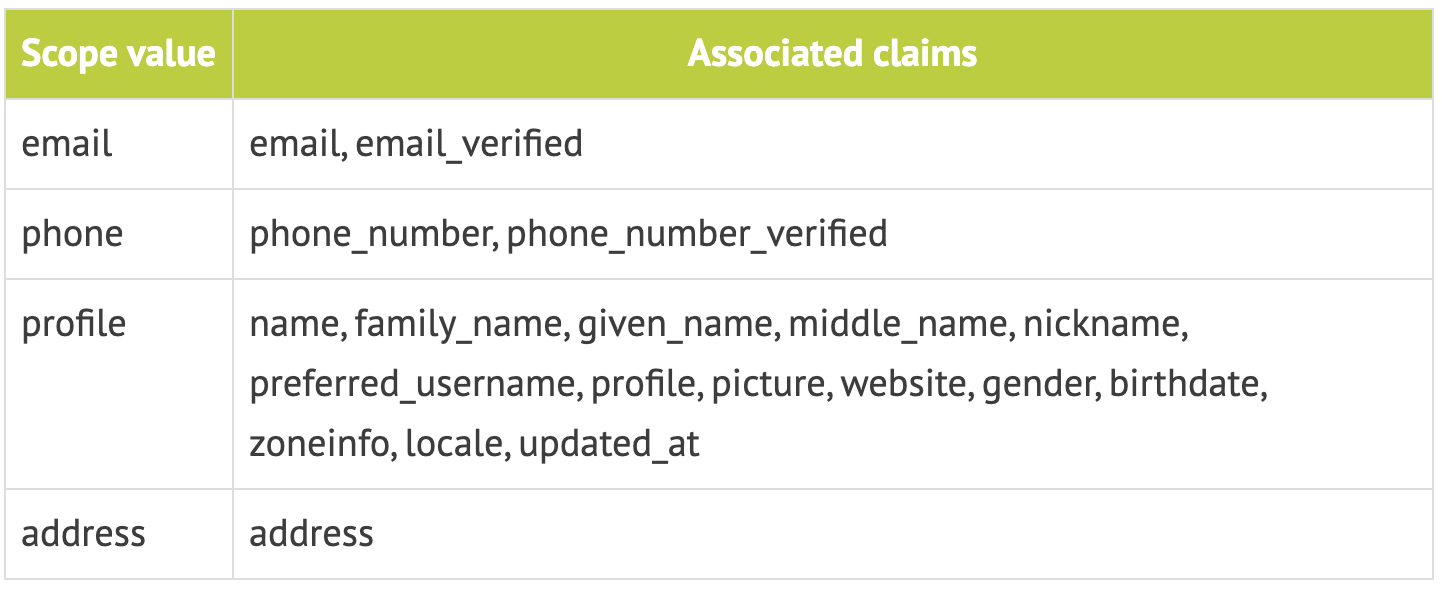 Scope value Associated claims
email email, email_verified
phone phone_number, phone_number_verified
profile name, family_name, given_name, middle_name, nickname,
preferred_username, profile, picture, website, gender, birthdate,
zoneinfo, locale, updated_at
address address